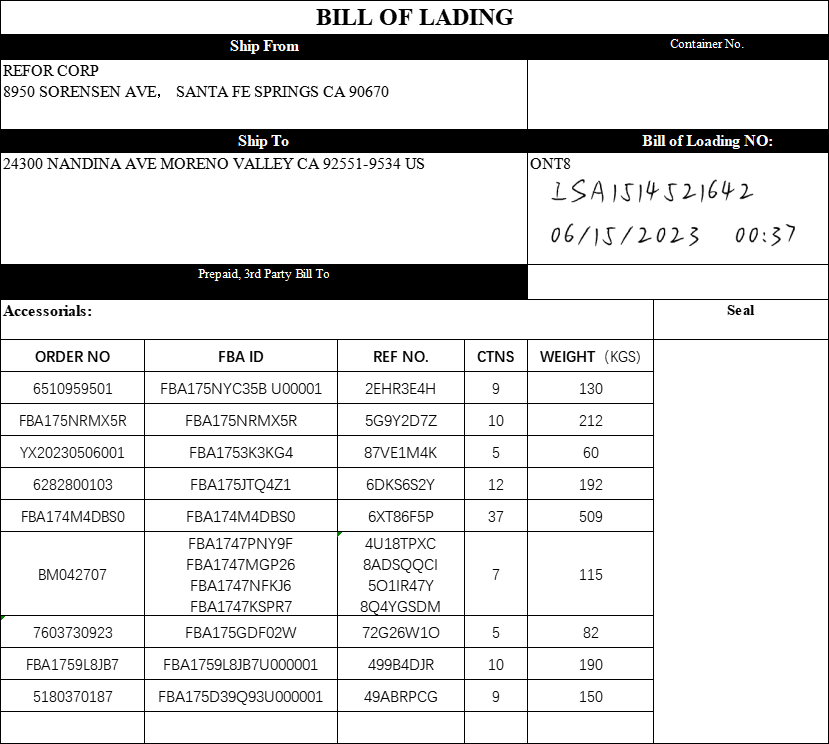 BILL OF LADING
Ship From
Container No.
REFOR CORP
8950 SORENSEN AVE， SANTA FE SPRINGS CA 90670
Ship To
Bill of Loading NO:
24300 NANDINA AVE MORENO VALLEY CA 92551-9534 US
ONT8
ISA1514521642
06/15/2023 00:37
Prepaid, 3rd Party Bill To
Accessorials:
Seal
ORDER NO FBA ID REF NO. CTNS WEIGHT（KGS)
6510959501 FBA175NYC35B U00001 2EHR3E4H 9 130
FBA175NRMX5R FBA175NRMX5R 5G9Y2D7Z 10 212
YX20230506001 FBA1753K3KG4 87VE1M4K 5 60
6282800103 FBA175JTQ4Z1 6DKS6S2Y 12 192
FBA174M4DBS0 FBA174M4DBS0 6XT86F5P 37 509
BM042707 FBA1747PNY9F 4U18TPXC 7 115
FBA1747MGP26 8ADSQQCI
FBA1747NFKJ6 5O1IR47Y
FBA1747KSPR7 8Q4YGSDM
7603730923 FBA175GDF02W 72G26W1O 5 82
FBA1759L8JB7 FBA1759L8JB7U000001 499B4DJR 10 190
5180370187 FBA175D39Q93U000001 49ABRPCG 9 150